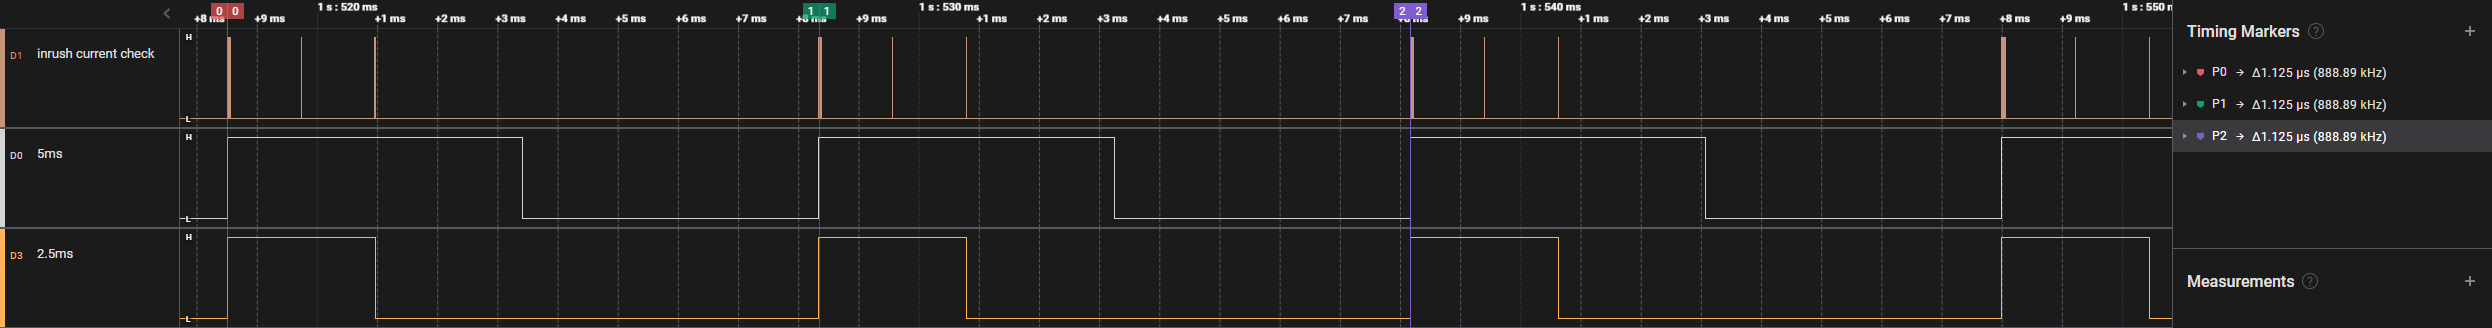 1 s : 520 ms 1 s : 530 ms 1 s : 540 ms 1 s : 550 m
+8 ms 0 0 +9 ms +1 ms +2 ms +3 ms +4 ms +5 ms +6 ms +7 ms 1 1 +9 ms +1 ms +2 ms +3 ms +4 ms +5 ms +6 ms +7 ms 2 2 +9 ms +1 ms +2 ms +3 ms +4 ms +5 ms +6 ms +7 ms +8 ms +9 ms
D1 inrush current check H
L
D0 5ms H
L
D3 2.5ms H
L
Timing Markers ? +
P0 → Δ1.125 µs (888.89 kHz)
P1 → Δ1.125 µs (888.89 kHz)
P2 → Δ1.125 µs (888.89 kHz)
Measurements ? +